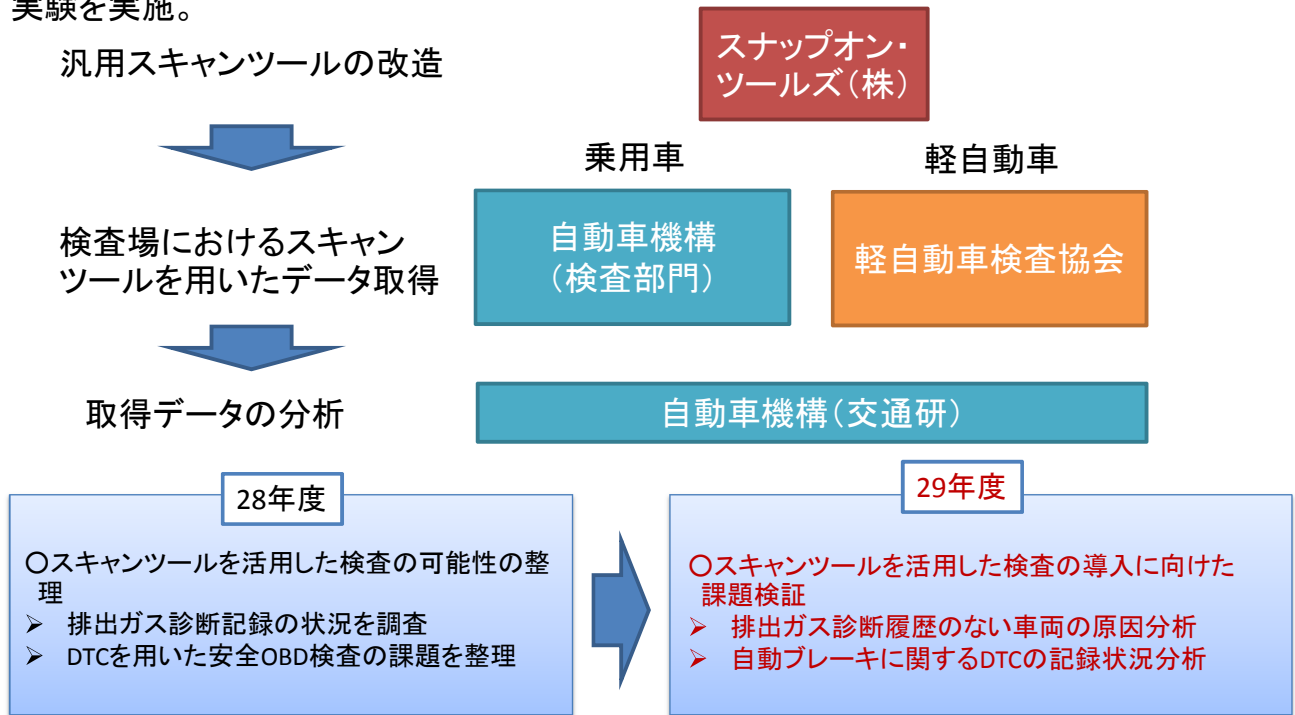 実験を実施。
汎用スキャンツールの改造
スナップオン・
ツールズ(株)
乗用車
軽自動車
検査場におけるスキャン
ツールを用いたデータ取得
自動車機構
(検査部門)
軽自動車検査協会
取得データの分析
自動車機構(交通研)
28年度
〇スキャンツールを活用した検査の可能性の整
理
➢ 排出ガス診断記録の状況を調査
➢ DTCを用いた安全OBD検査の課題を整理
29年度
〇スキャンツールを活用した検査の導入に向けた
課題検証
➢ 排出ガス診断履歴のない車両の原因分析
➢ 自動ブレーキに関するDTCの記録状況分析